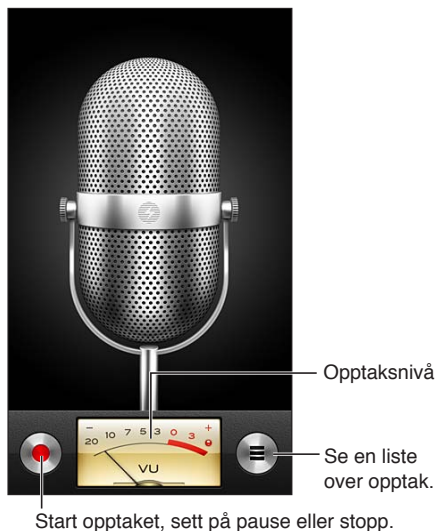 Opptaksnivå
− 20 10 7 5 3 0 3 +
VU
Se en liste
over opptak.
Start opptaket, sett på pause eller stopp.